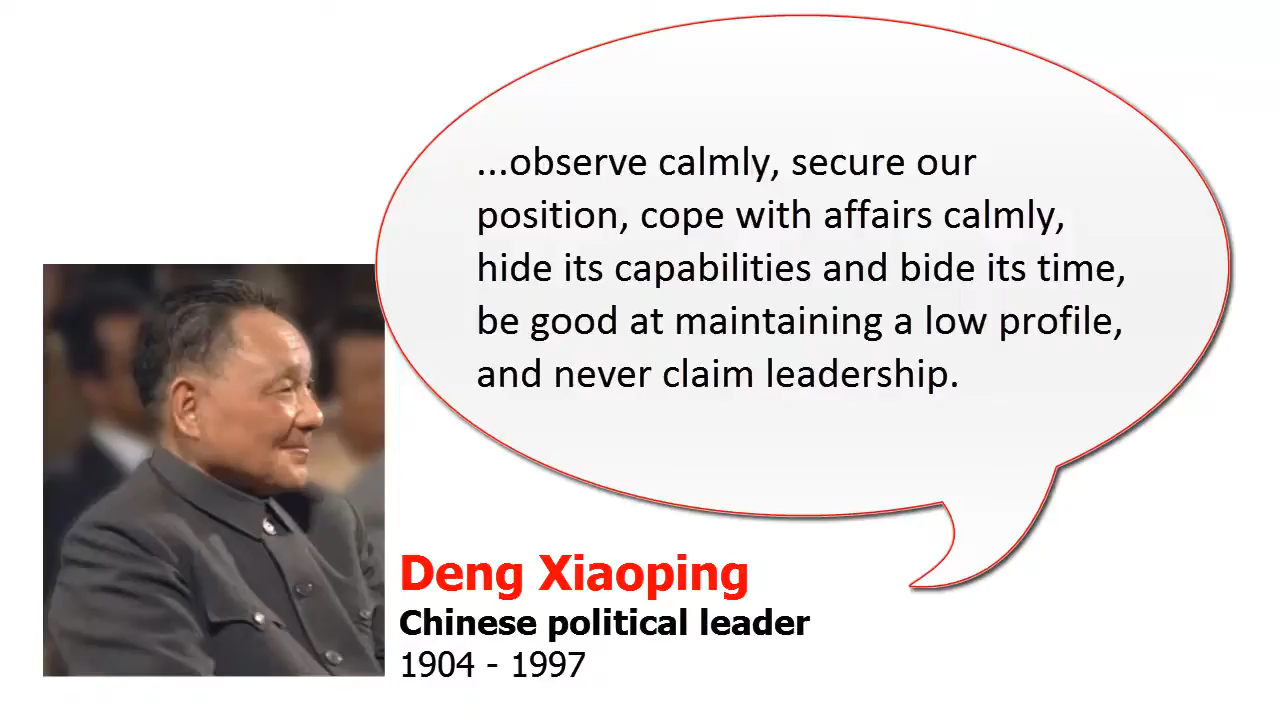 ...observe calmly, secure our
position, cope with affairs calmly,
hide its capabilities and bide its time,
be good at maintaining a low profile,
and never claim leadership.
Deng Xiaoping
Chinese political leader
1904 - 1997